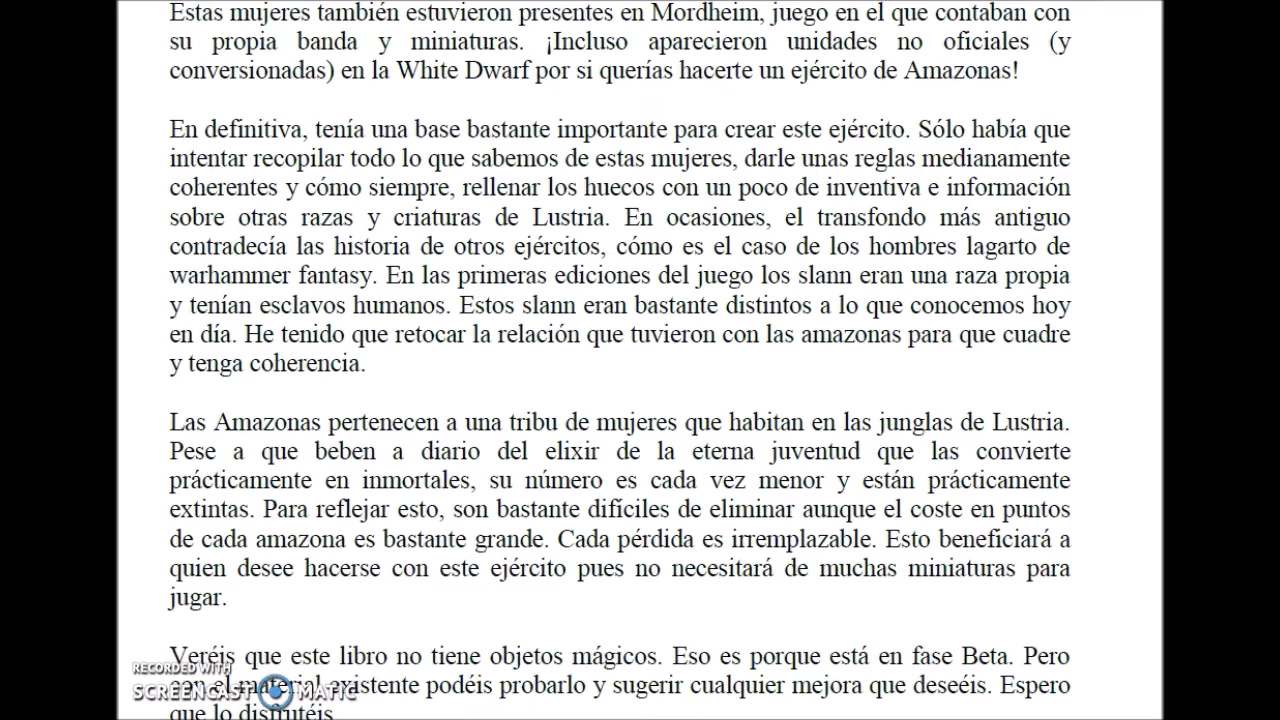 Estas mujeres también estuvieron presentes en Mordheim, juego en el que contaban con
su propia banda y miniaturas. ¡Incluso aparecieron unidades no oficiales (y
conversionadas) en la White Dwarf por si querías hacerte un ejército de Amazonas!
En definitiva, tenía una base bastante importante para crear este ejército. Sólo había que
intentar recopilar todo lo que sabemos de estas mujeres, darle unas reglas medianamente
coherentes y cómo siempre, rellenar los huecos con un poco de inventiva e información
sobre otras razas y criaturas de Lustria. En ocasiones, el transfondo más antiguo
contradecía las historia de otros ejércitos, cómo es el caso de los hombres lagarto de
warhammer fantasy. En las primeras ediciones del juego los slann eran una raza propia
y tenían esclavos humanos. Estos slann eran bastante distintos a lo que conocemos hoy
en día. He tenido que retocar la relación que tuvieron con las amazonas para que cuadre
y tenga coherencia.
Las Amazonas pertenecen a una tribu de mujeres que habitan en las junglas de Lustria.
Pese a que beben a diario del elixir de la eterna juventud que las convierte
prácticamente en inmortales, su número es cada vez menor y están prácticamente
extintas. Para reflejar esto, son bastante difíciles de eliminar aunque el coste en puntos
de cada amazona es bastante grande. Cada pérdida es irremplazable. Esto beneficiará a
quien desee hacerse con este ejército pues no necesitará de muchas miniaturas para
jugar.
Veréis que este libro no tiene objetos mágicos. Eso es porque está en fase Beta. Pero
con el material existente podéis probarlo y sugerir cualquier mejora que deseéis. Espero
que lo disfrutéis.
RECORDED WITH
SCREENCAST MATIC